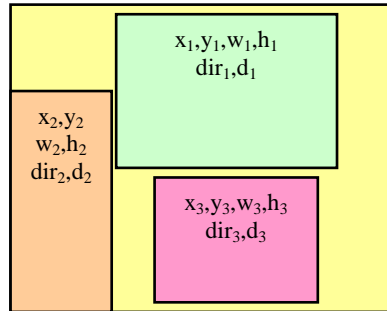 x₁,y₁,w₁,h₁
dir₁,d₁
x₂,y₂
w₂,h₂
dir₂,d₂
x₃,y₃,w₃,h₃
dir₃,d₃